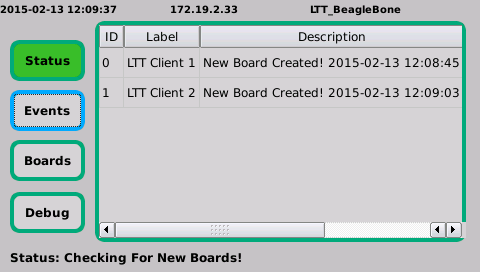 2015-02-13 12:09:37 172.19.2.33 LTT_BeagleBone
ID Label Description
Status
0 LTT Client 1 New Board Created! 2015-02-13 12:08:45
1 LTT Client 2 New Board Created! 2015-02-13 12:09:03
Events
Boards
Debug
Status: Checking For New Boards!